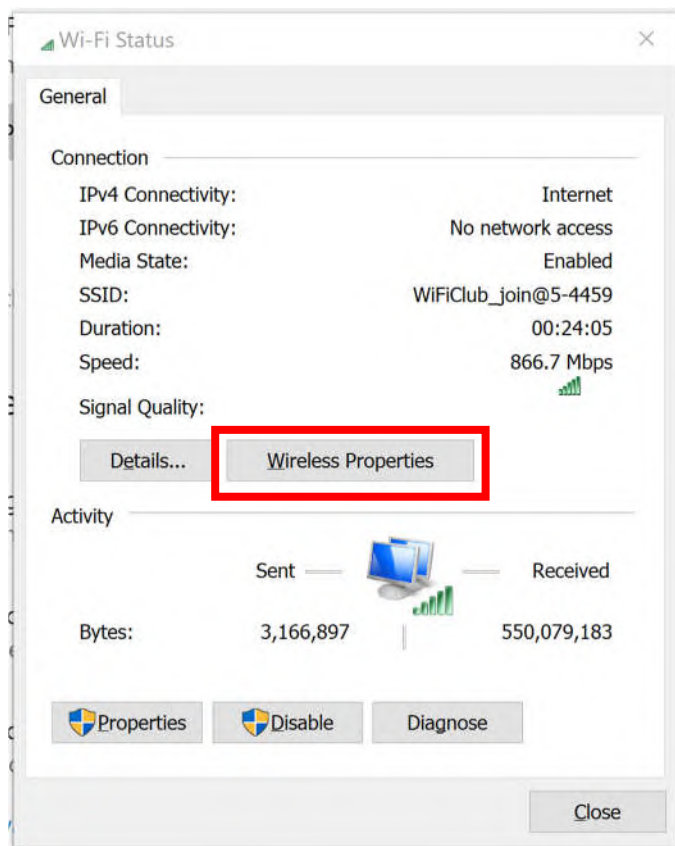 Wi-Fi Status
General
Connection
IPv4 Connectivity: Internet
IPv6 Connectivity: No network access
Media State: Enabled
SSID: WiFiClub_join@5-4459
Duration: 00:24:05
Speed: 866.7 Mbps
Signal Quality:
Details... Wireless Properties
Activity
Sent Received
Bytes: 3,166,897 550,079,183
Properties Disable Diagnose
Close